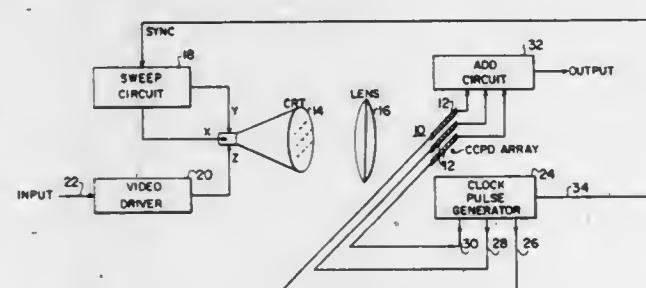 SYNC
18
SWEEP
CIRCUIT
Y
X
Z
CRT
14
LENS
16
10
12
12
CCPD ARRAY
32
ADD
CIRCUIT
OUTPUT
INPUT
22
20
VIDEO
DRIVER
24
CLOCK
PULSE
GENERATOR
34
30
28
26